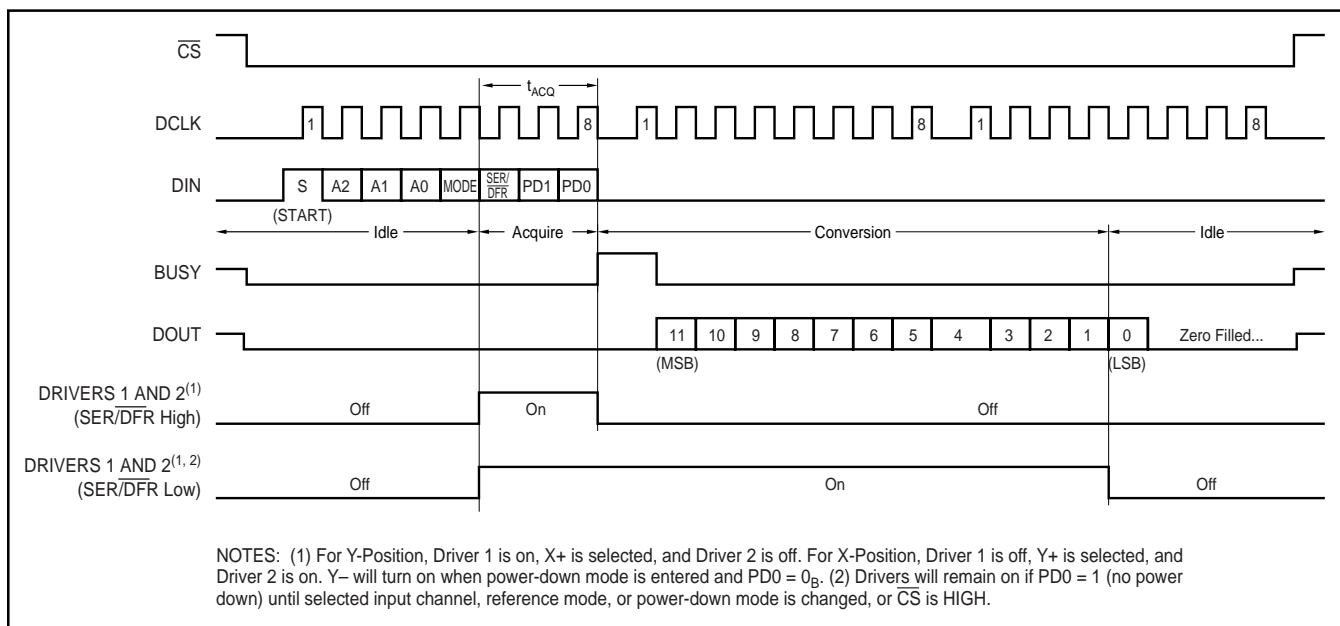 CS
tACQ
DCLK 1 8 1 8 1 8
DIN S A2 A1 A0 MODE SER/DFR PD1 PD0
(START)
Idle Acquire Conversion Idle
BUSY
DOUT 11 10 9 8 7 6 5 4 3 2 1 0 Zero Filled...
(MSB) (LSB)
DRIVERS 1 AND 2(1)
(SER/DFR High) Off On Off
DRIVERS 1 AND 2(1, 2)
(SER/DFR Low) Off On Off
NOTES: (1) For Y-Position, Driver 1 is on, X+ is selected, and Driver 2 is off. For X-Position, Driver 1 is off, Y+ is selected, and
Driver 2 is on. Y– will turn on when power-down mode is entered and PD0 = 0B. (2) Drivers will remain on if PD0 = 1 (no power
down) until selected input channel, reference mode, or power-down mode is changed, or CS is HIGH.